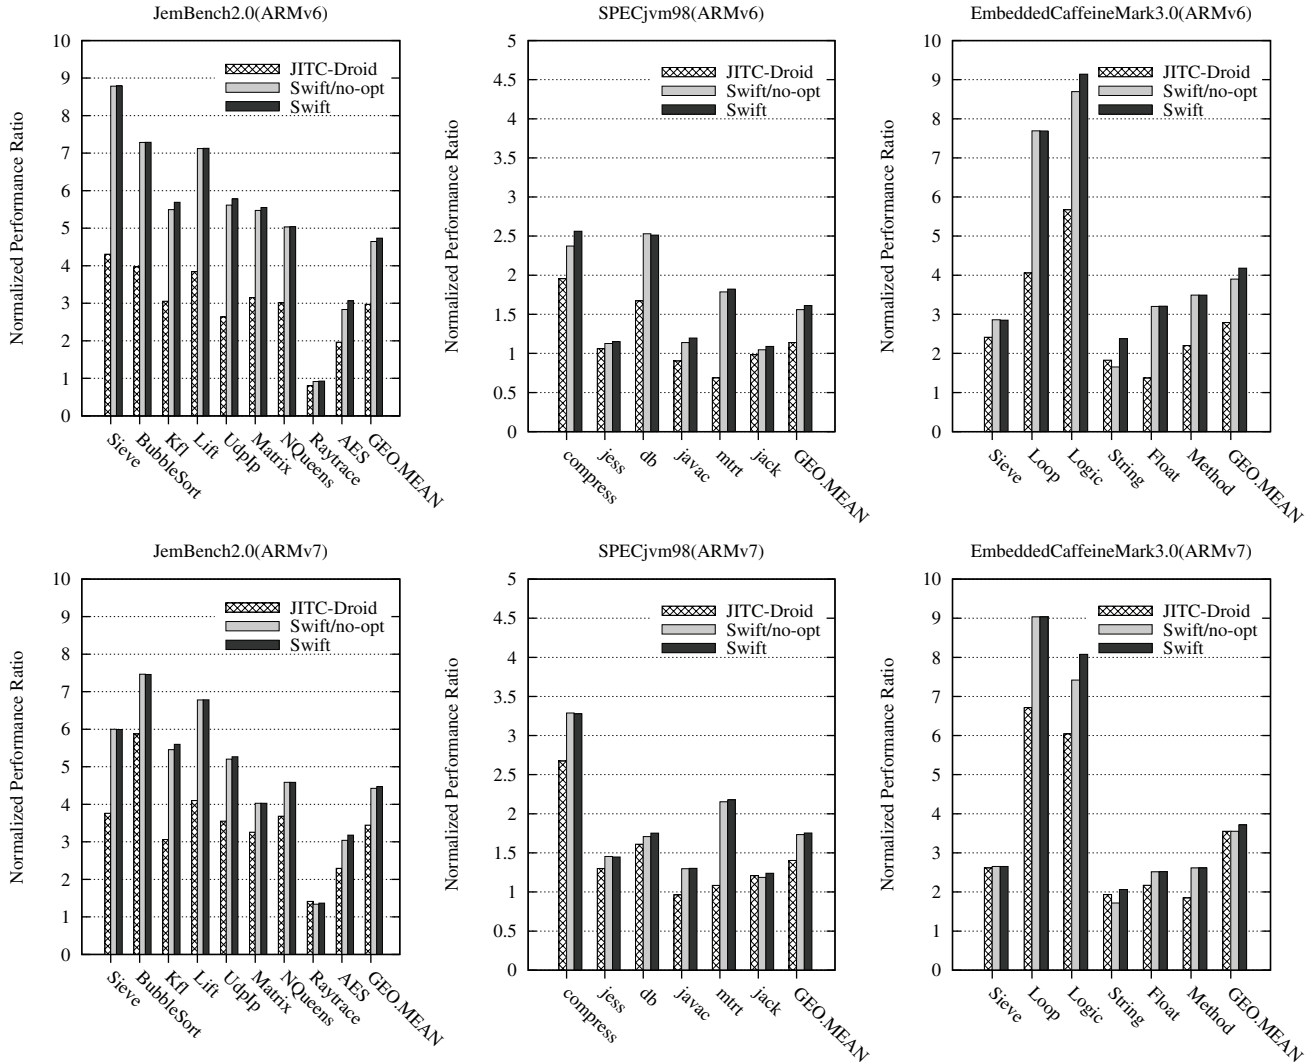 JemBench2.0(ARMv6)
Normalized Performance Ratio
10
9
8
7
6
5
4
3
2
1
0
JITC-Droid
Swift/no-opt
Swift
Sieve
BubbleSort
Kfl
Lift
UdpIp
Matrix
NQueens
Raytrace
AES
GEO.MEAN
SPECjvm98(ARMv6)
Normalized Performance Ratio
5
4.5
4
3.5
3
2.5
2
1.5
1
0.5
0
JITC-Droid
Swift/no-opt
Swift
compress
jess
db
javac
mtrt
jack
GEO.MEAN
EmbeddedCaffeineMark3.0(ARMv6)
Normalized Performance Ratio
10
9
8
7
6
5
4
3
2
1
0
JITC-Droid
Swift/no-opt
Swift
Sieve
Loop
Logic
String
Float
Method
GEO.MEAN
JemBench2.0(ARMv7)
Normalized Performance Ratio
10
9
8
7
6
5
4
3
2
1
0
JITC-Droid
Swift/no-opt
Swift
Sieve
BubbleSort
Kfl
Lift
UdpIp
Matrix
NQueens
Raytrace
AES
GEO.MEAN
SPECjvm98(ARMv7)
Normalized Performance Ratio
5
4.5
4
3.5
3
2.5
2
1.5
1
0.5
0
JITC-Droid
Swift/no-opt
Swift
compress
jess
db
javac
mtrt
jack
GEO.MEAN
EmbeddedCaffeineMark3.0(ARMv7)
Normalized Performance Ratio
10
9
8
7
6
5
4
3
2
1
0
JITC-Droid
Swift/no-opt
Swift
Sieve
Loop
Logic
String
Float
Method
GEO.MEAN